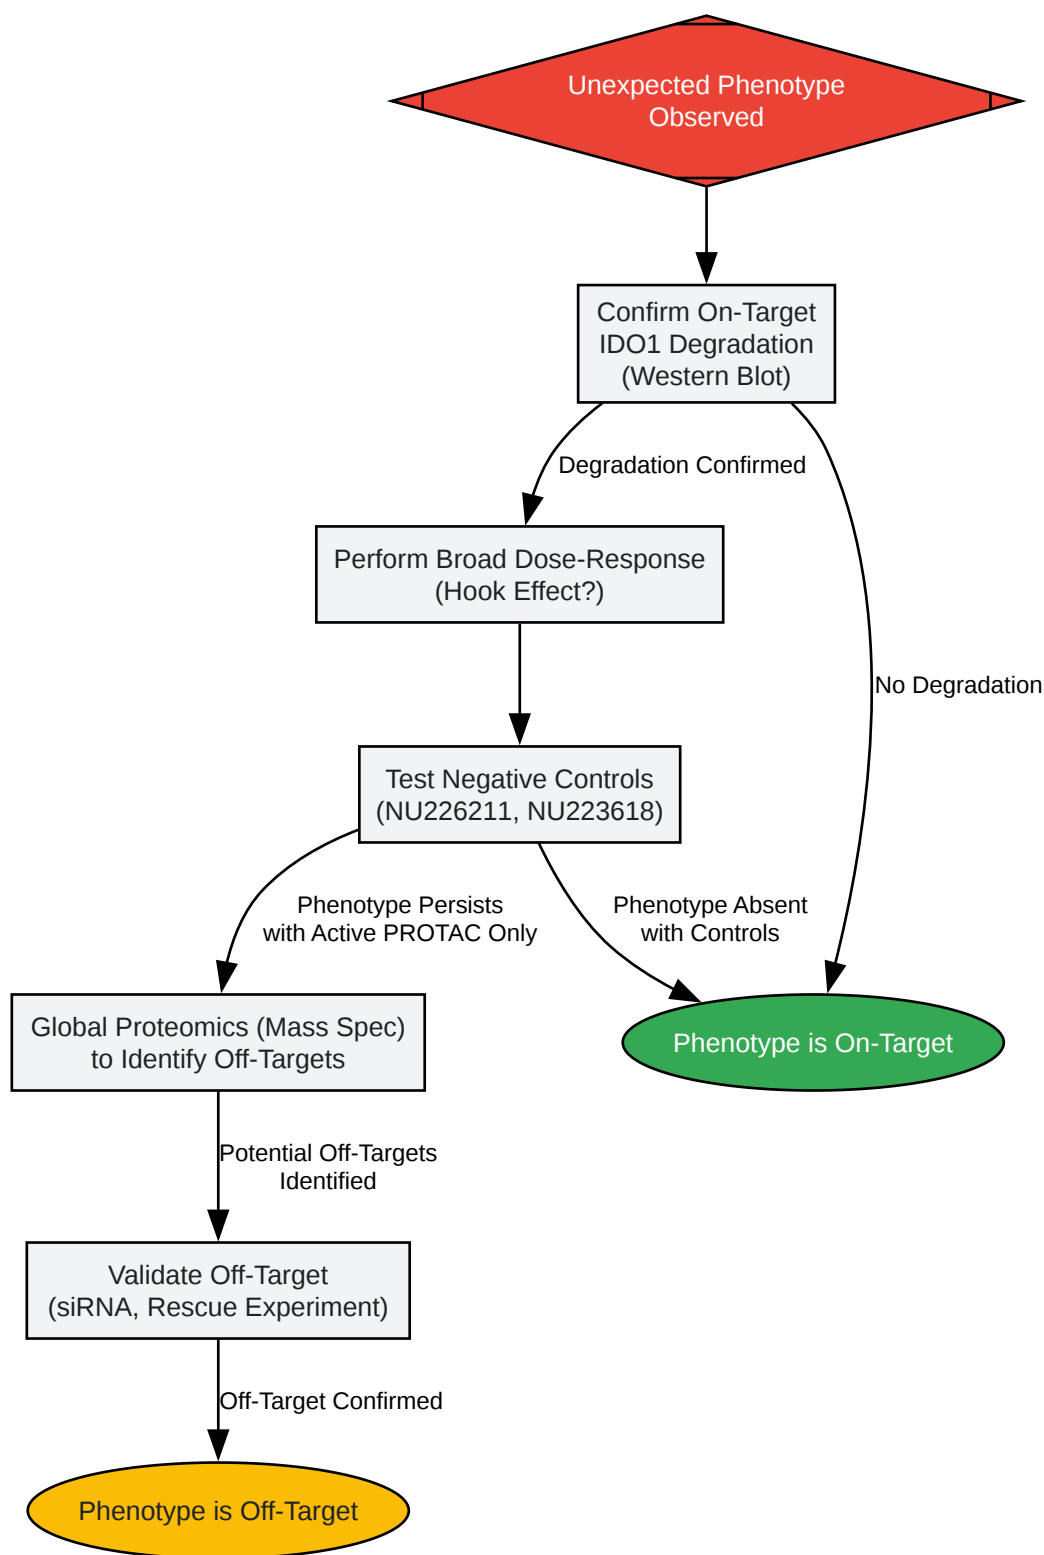 Unexpected Phenotype
Observed
Confirm On-Target
IDO1 Degradation
(Western Blot)
Degradation Confirmed
Perform Broad Dose-Response
(Hook Effect?)
No Degradation
Test Negative Controls
(NU226211, NU223618)
Phenotype Persists
with Active PROTAC Only
Phenotype Absent
with Controls
Global Proteomics (Mass Spec)
to Identify Off-Targets
Phenotype is On-Target
Potential Off-Targets
Identified
Validate Off-Target
(siRNA, Rescue Experiment)
Off-Target Confirmed
Phenotype is Off-Target